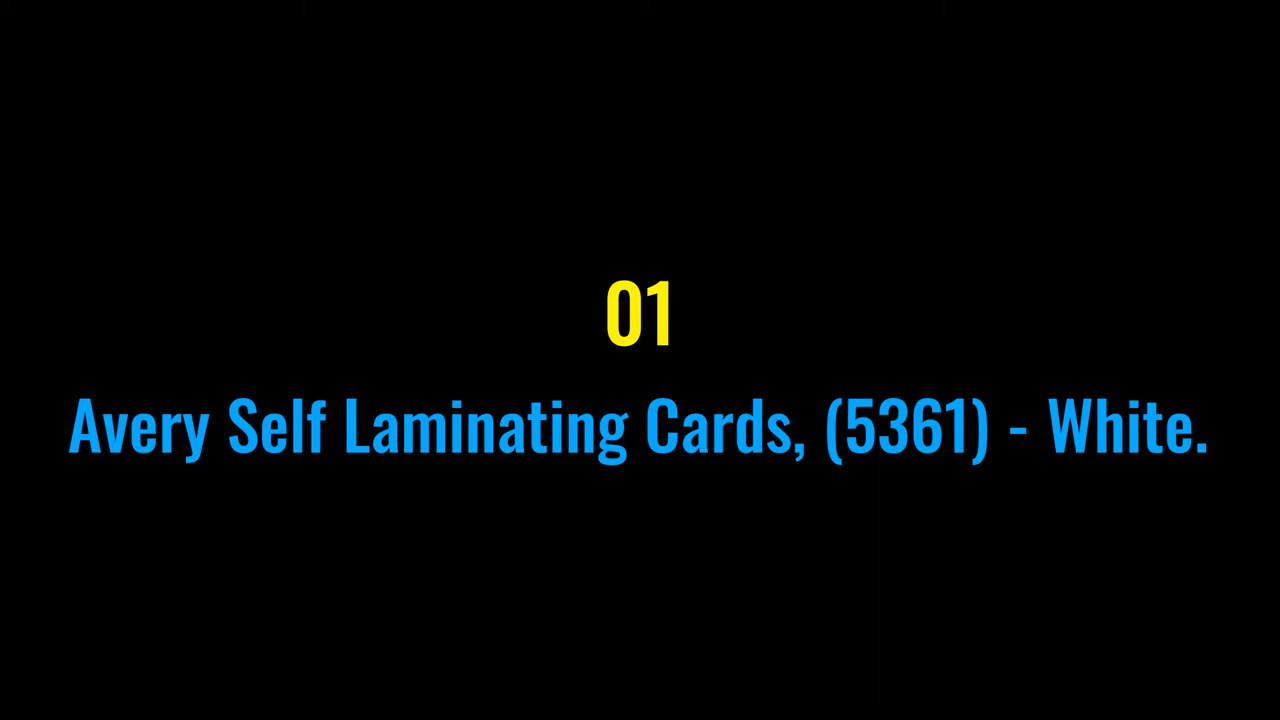 01
Avery Self Laminating Cards, (5361) - White.